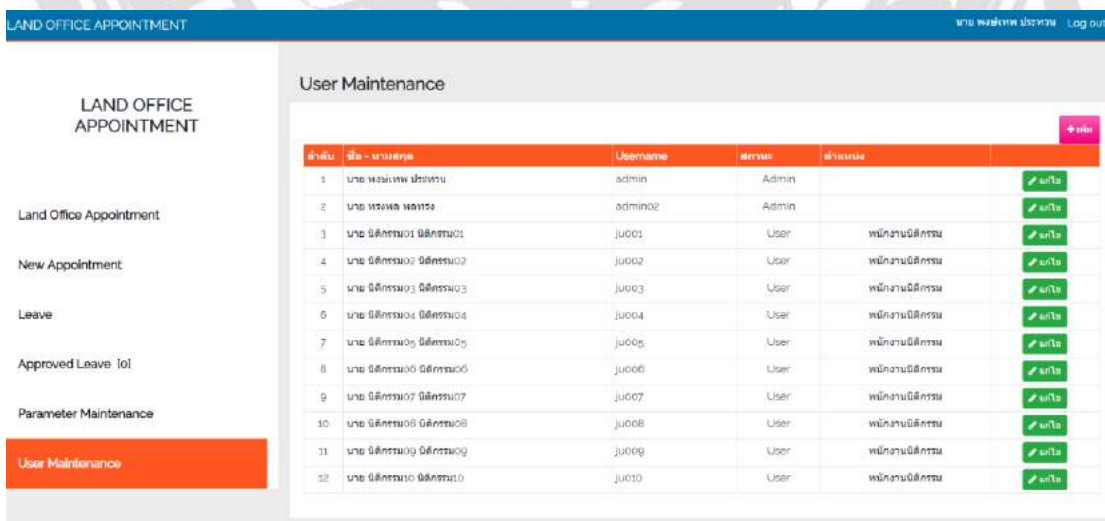 LAND OFFICE APPOINTMENT
นาย พงษ์เทพ ประทวน Log out
LAND OFFICE
APPOINTMENT
Land Office Appointment
New Appointment
Leave
Approved Leave [0]
Parameter Maintenance
User Maintenance
User Maintenance
+ เพิ่ม
ลำดับ ชื่อ - นามสกุล Username สถานะ ตำแหน่ง
1 นาย พงษ์เทพ ประทวน admin Admin แก้ไข
2 นาย ทรงพล พลทรง admin02 Admin แก้ไข
3 นาย นิติกรรม01 นิติกรรม01 ju001 User พนักงานนิติกรรม แก้ไข
4 นาย นิติกรรม02 นิติกรรม02 ju002 User พนักงานนิติกรรม แก้ไข
5 นาย นิติกรรม03 นิติกรรม03 ju003 User พนักงานนิติกรรม แก้ไข
6 นาย นิติกรรม04 นิติกรรม04 ju004 User พนักงานนิติกรรม แก้ไข
7 นาย นิติกรรม05 นิติกรรม05 ju005 User พนักงานนิติกรรม แก้ไข
8 นาย นิติกรรม06 นิติกรรม06 ju006 User พนักงานนิติกรรม แก้ไข
9 นาย นิติกรรม07 นิติกรรม07 ju007 User พนักงานนิติกรรม แก้ไข
10 นาย นิติกรรม08 นิติกรรม08 ju008 User พนักงานนิติกรรม แก้ไข
11 นาย นิติกรรม09 นิติกรรม09 ju009 User พนักงานนิติกรรม แก้ไข
12 นาย นิติกรรม10 นิติกรรม10 ju010 User พนักงานนิติกรรม แก้ไข